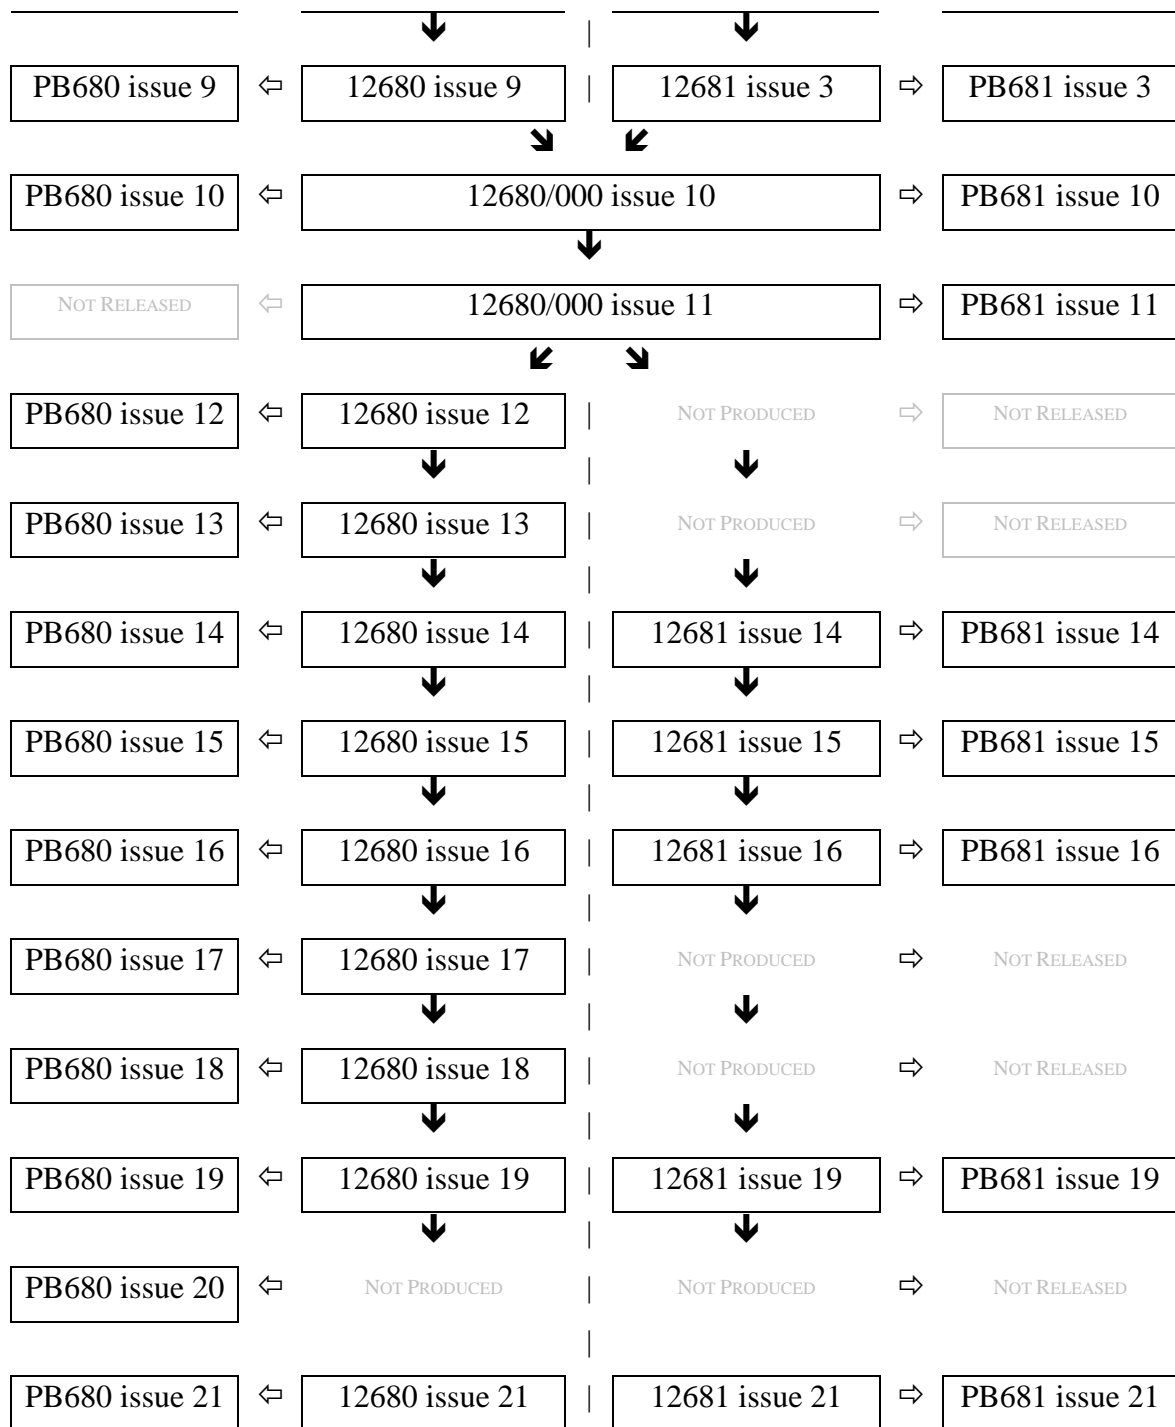 PB680 issue 9 ⇦ 12680 issue 9 | 12681 issue 3 ⇨ PB681 issue 3
PB680 issue 10 ⇦ 12680/000 issue 10 ⇨ PB681 issue 10
NOT RELEASED ⇦ 12680/000 issue 11 ⇨ PB681 issue 11
PB680 issue 12 ⇦ 12680 issue 12 | NOT PRODUCED ⇨ NOT RELEASED
PB680 issue 13 ⇦ 12680 issue 13 | NOT PRODUCED ⇨ NOT RELEASED
PB680 issue 14 ⇦ 12680 issue 14 | 12681 issue 14 ⇨ PB681 issue 14
PB680 issue 15 ⇦ 12680 issue 15 | 12681 issue 15 ⇨ PB681 issue 15
PB680 issue 16 ⇦ 12680 issue 16 | 12681 issue 16 ⇨ PB681 issue 16
PB680 issue 17 ⇦ 12680 issue 17 | NOT PRODUCED ⇨ NOT RELEASED
PB680 issue 18 ⇦ 12680 issue 18 | NOT PRODUCED ⇨ NOT RELEASED
PB680 issue 19 ⇦ 12680 issue 19 | 12681 issue 19 ⇨ PB681 issue 19
PB680 issue 20 ⇦ NOT PRODUCED | NOT PRODUCED ⇨ NOT RELEASED
PB680 issue 21 ⇦ 12680 issue 21 | 12681 issue 21 ⇨ PB681 issue 21